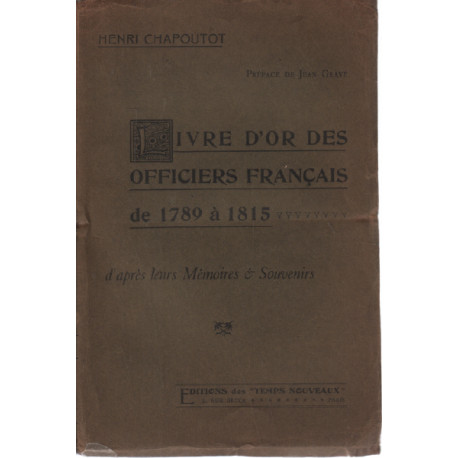 HENRI CHAPOUTOT
PRÉFACE DE JEAN GRAVE
LIVRE D'OR DES
OFFICIERS FRANÇAIS
de 1789 à 1815
d'après leurs Mémoires & Souvenirs
EDITIONS des "TEMPS NOUVEAUX"